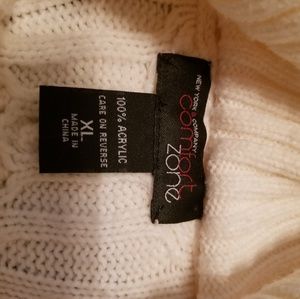 NEW YORK & COMPANY
comfort
zone
100% ACRYLIC
CARE ON REVERSE
XL
MADE IN
CHINA